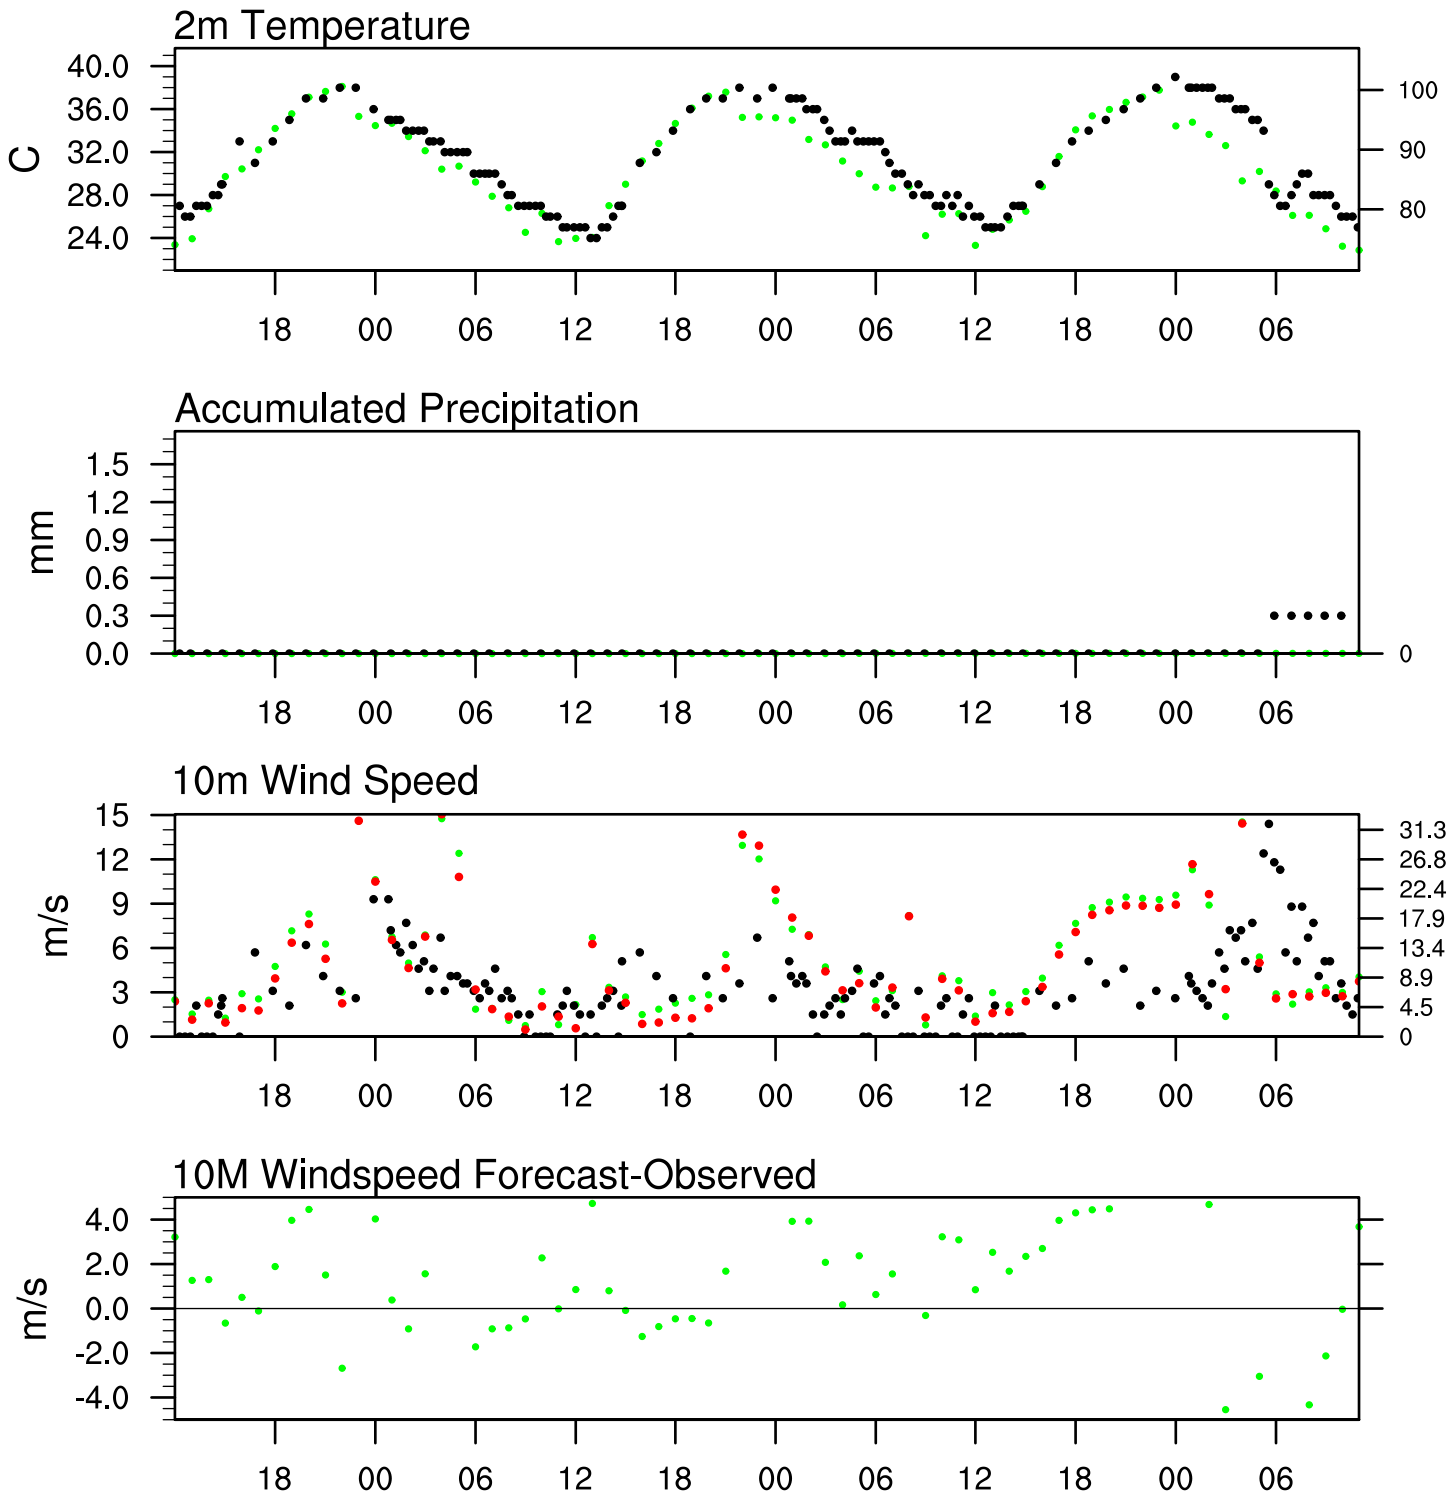 2m Temperature
40.0
36.0
32.0
28.0
24.0
C
100
90
80
18 00 06 12 18 00 06 12 18 00 06
Accumulated Precipitation
1.5
1.2
0.9
0.6
0.3
0.0
mm
0
18 00 06 12 18 00 06 12 18 00 06
10m Wind Speed
15
12
9
6
3
0
m/s
31.3
26.8
22.4
17.9
13.4
8.9
4.5
0
18 00 06 12 18 00 06 12 18 00 06
10M Windspeed Forecast-Observed
4.0
2.0
0.0
-2.0
-4.0
m/s
18 00 06 12 18 00 06 12 18 00 06